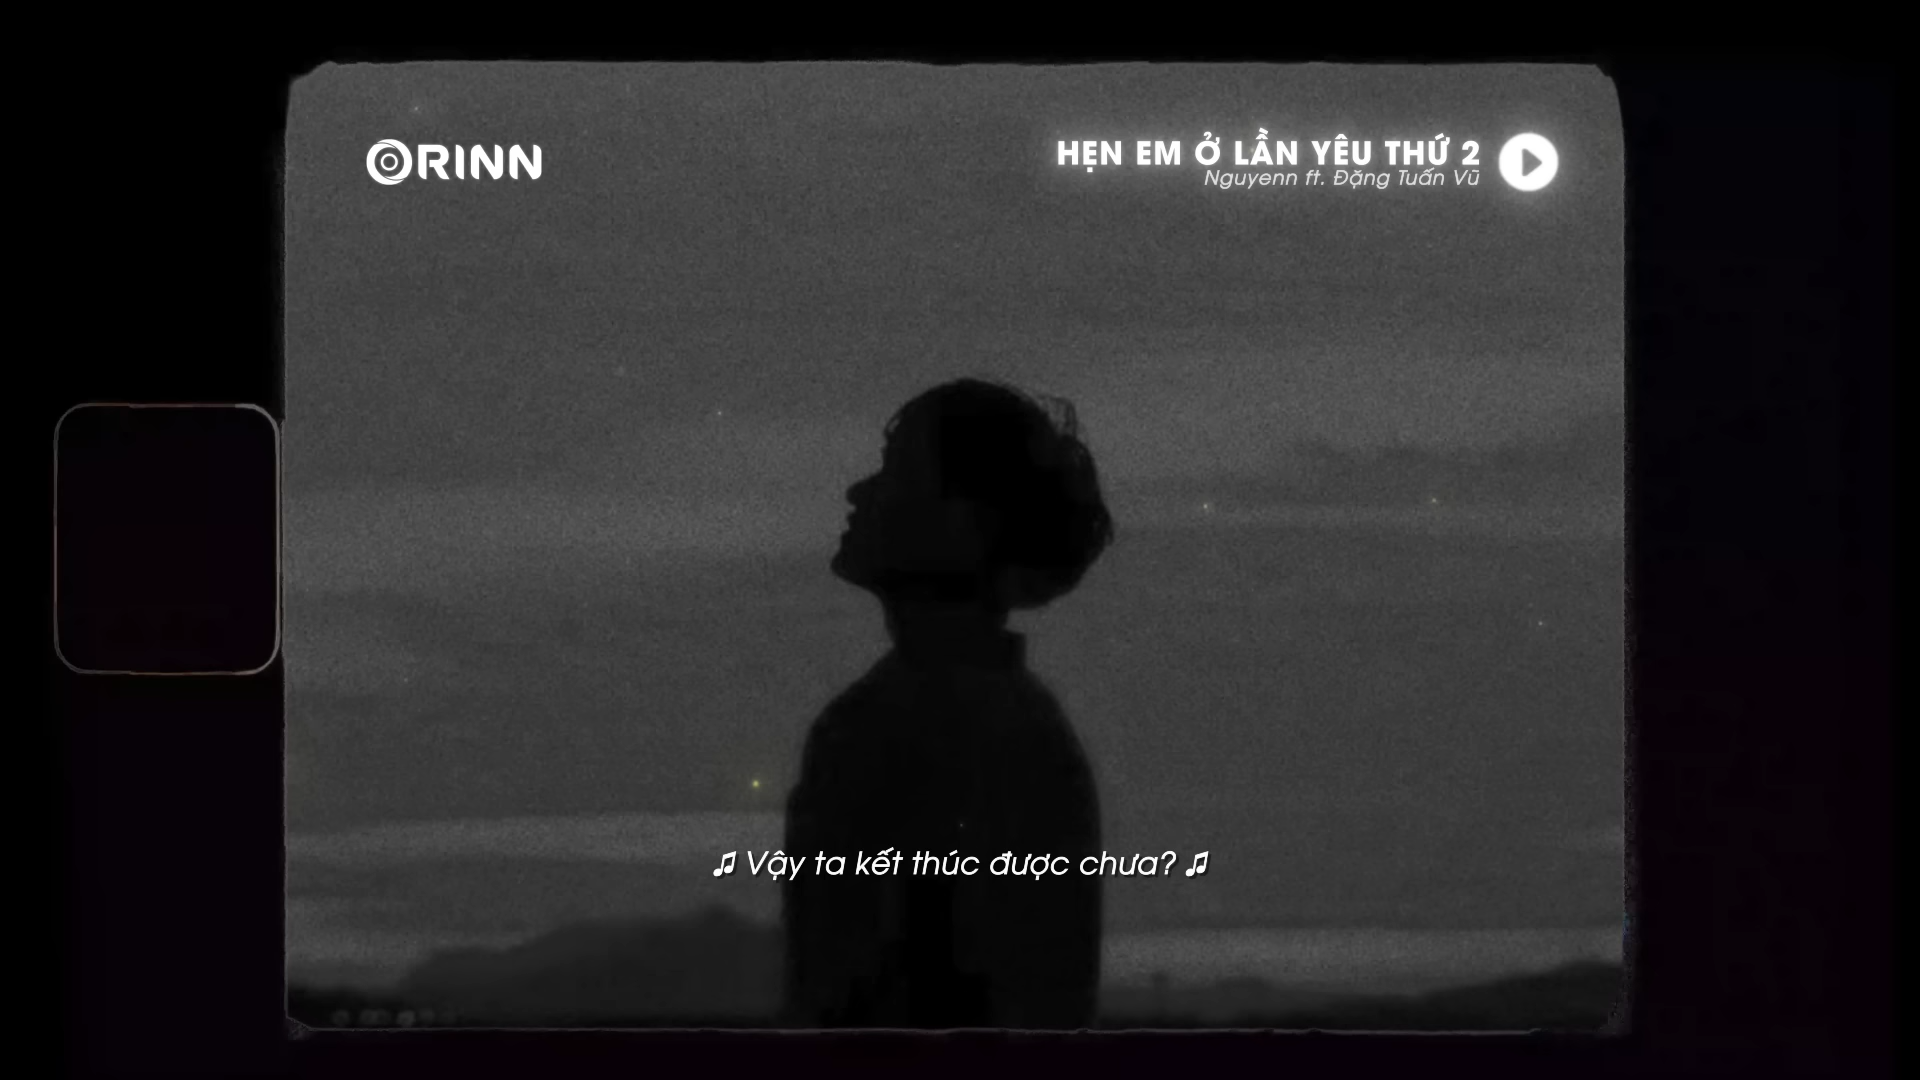 ORINN
HẸN EM Ở LẦN YÊU THỨ 2
Nguyenn ft. Đặng Tuấn Vũ
♫ Vậy ta kết thúc được chưa? ♫